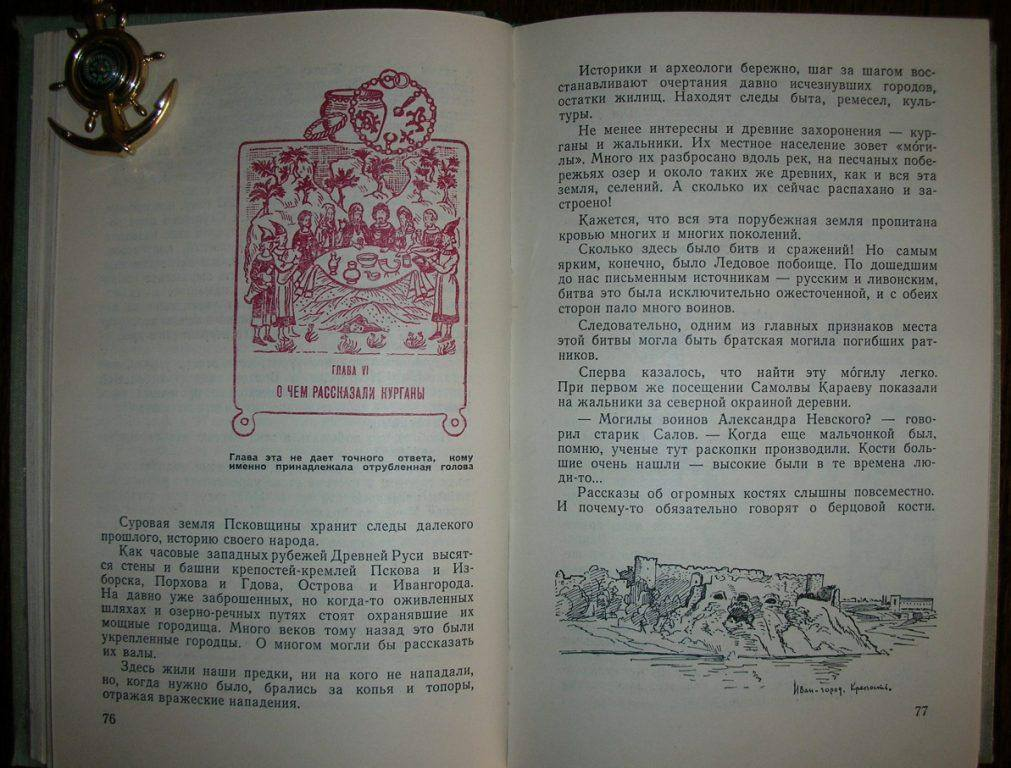 ГЛАВА VI
О ЧЕМ РАССКАЗАЛИ КУРГАНЫ
Глава эта не дает точного ответа, кому
именно принадлежала отрубленная голова
Суровая земля Псковщины хранит следы далекого
прошлого, историю своего народа.
Как часовые западных рубежей Древней Руси высят-
ся стены и башни крепостей-кремлей Пскова и Из-
борска, Порхова и Гдова, Острова и Ивангорода.
На давно уже заброшенных, но когда-то оживленных
шляхах и озерно-речных путях стоят охранявшие их
мощные городища. Много веков тому назад это были
укрепленные городцы. О многом могли бы рассказать
их валы.
Здесь жили наши предки, ни на кого не нападали,
но, когда нужно было, брались за копья и топоры,
отражая вражеские нападения.
76
Историки и археологи бережно, шаг за шагом вос-
станавливают очертания давно исчезнувших городов,
остатки жилищ. Находят следы быта, ремесел, куль-
туры.
Не менее интересны и древние захоронения — кур-
ганы и жальники. Их местное население зовет «мо́ги-
лы». Много их разбросано вдоль рек, на песчаных побе-
режьях озер и около таких же древних, как и вся эта
земля, селений. А сколько их сейчас распахано и за-
строено!
Кажется, что вся эта порубежная земля пропитана
кровью многих и многих поколений.
Сколько здесь было битв и сражений! Но самым
ярким, конечно, было Ледовое побоище. По дошедшим
до нас письменным источникам — русским и ливонским,
битва это была исключительно ожесточенной, и с обеих
сторон пало много воинов.
Следовательно, одним из главных признаков места
этой битвы могла быть братская могила погибших рат-
ников.
Сперва казалось, что найти эту мо́гилу легко.
При первом же посещении Самолвы Караеву показали
на жальники за северной окраиной деревни.
— Могилы воинов Александра Невского? — гово-
рил старик Салов. — Когда еще мальчонкой был,
помню, ученые тут раскопки производили. Кости боль-
шие очень нашли — высокие были в те времена лю-
ди-то...
Рассказы об огромных костях слышны повсеместно.
И почему-то обязательно говорят о берцовой кости.
Иван-город. Крепость.
77